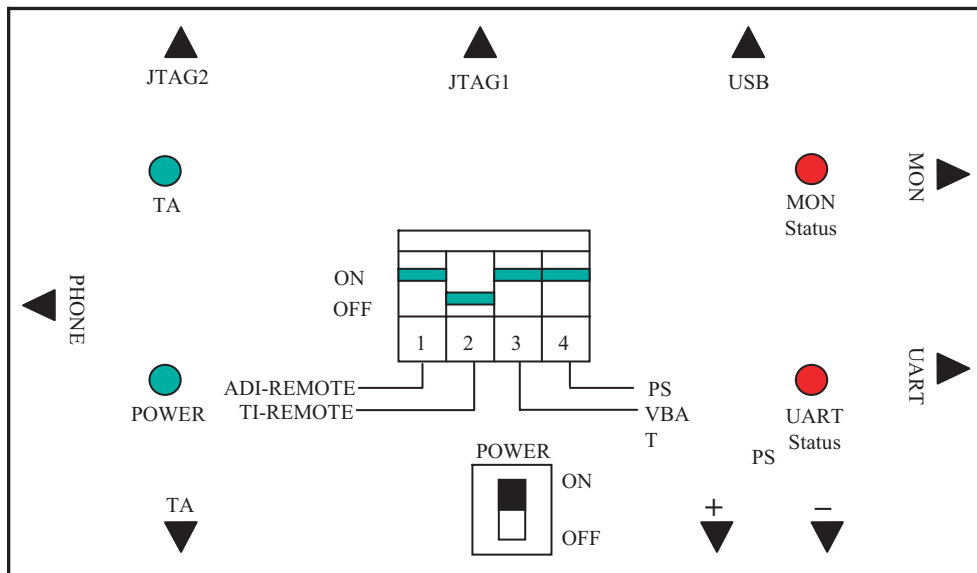 JTAG2
JTAG1
USB
TA
MON
Status
MON
ON
OFF
PHONE
1 2 3 4
ADI-REMOTE
TI-REMOTE
PS
VBA
T
POWER
UART
Status
UART
POWER
PS
ON
OFF
TA
+ −